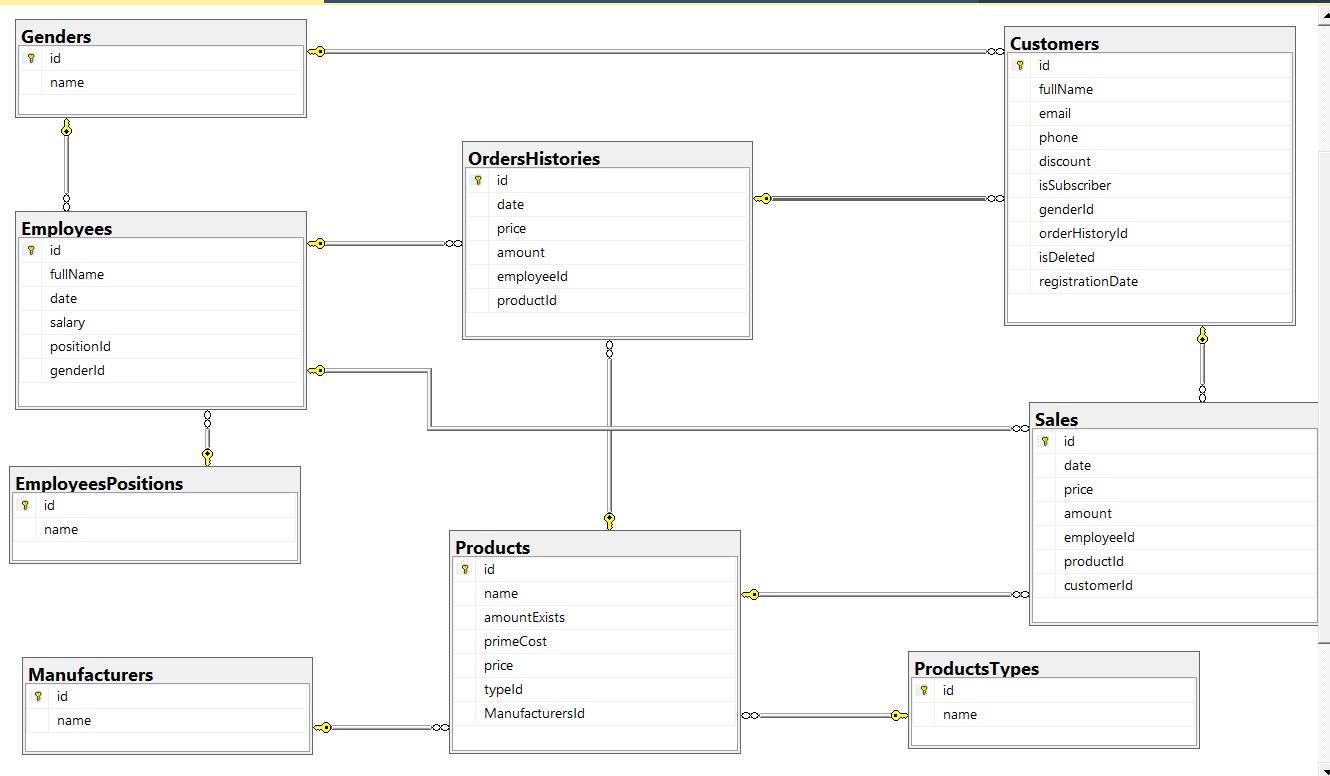 Genders
id
name
Customers
id
fullName
email
phone
discount
isSubscriber
genderId
orderHistoryId
isDeleted
registrationDate
OrdersHistories
id
date
price
amount
employeeId
productId
Employees
id
fullName
date
salary
positionId
genderId
EmployeesPositions
id
name
Sales
id
date
price
amount
employeeId
productId
customerId
Products
id
name
amountExists
primeCost
price
typeId
ManufacturersId
Manufacturers
id
name
ProductsTypes
id
name